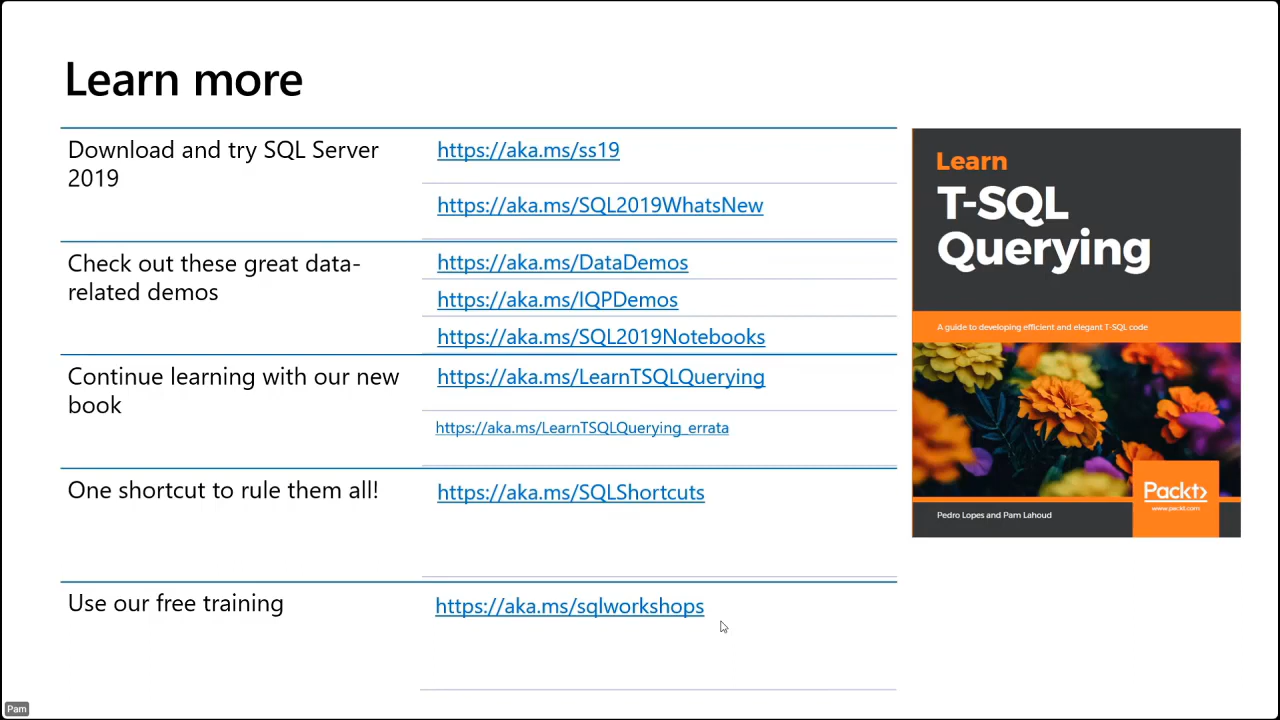 Learn more
Download and try SQL Server
2019
https://aka.ms/ss19
https://aka.ms/SQL2019WhatsNew
Check out these great data-
related demos
https://aka.ms/DataDemos
https://aka.ms/IQPDemos
https://aka.ms/SQL2019Notebooks
Continue learning with our new
book
https://aka.ms/LearnTSQLQuerying
https://aka.ms/LearnTSQLQuerying_errata
One shortcut to rule them all!
https://aka.ms/SQLShortcuts
Use our free training
https://aka.ms/sqlworkshops
Learn
T-SQL
Querying
A guide to developing efficient and elegant T-SQL code
Packt>
www.packt.com
Pedro Lopes and Pam Lahoud
Pam